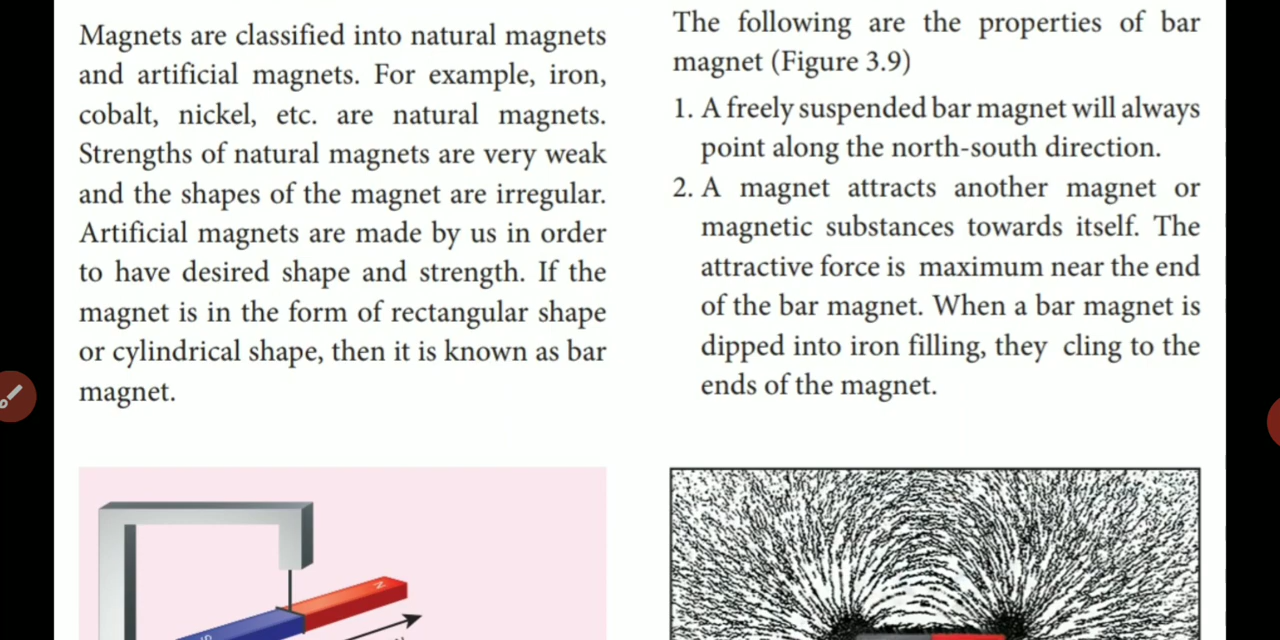 Magnets are classified into natural magnets
and artificial magnets. For example, iron,
cobalt, nickel, etc. are natural magnets.
Strengths of natural magnets are very weak
and the shapes of the magnet are irregular.
Artificial magnets are made by us in order
to have desired shape and strength. If the
magnet is in the form of rectangular shape
or cylindrical shape, then it is known as bar
magnet.
The following are the properties of bar
magnet (Figure 3.9)
1. A freely suspended bar magnet will always
point along the north-south direction.
2. A magnet attracts another magnet or
magnetic substances towards itself. The
attractive force is maximum near the end
of the bar magnet. When a bar magnet is
dipped into iron filling, they cling to the
ends of the magnet.
N
S